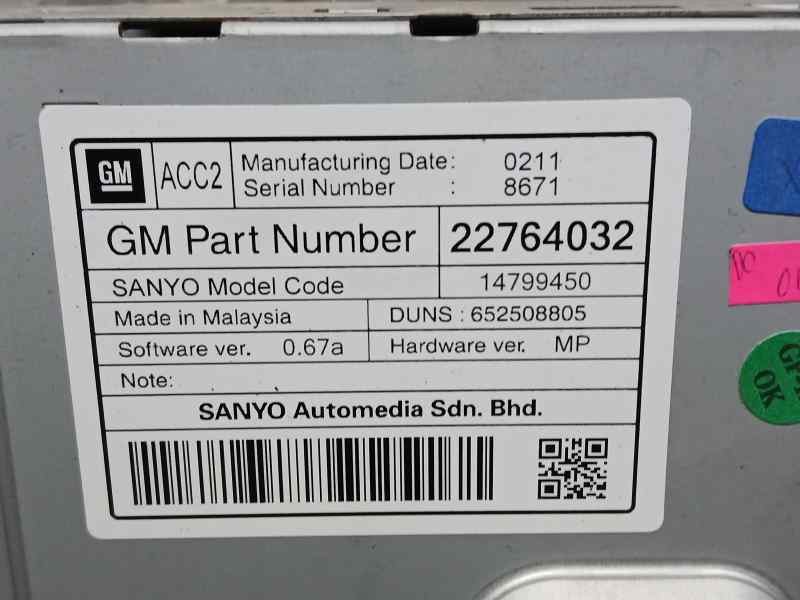 GM ACC2 Manufacturing Date: 0211
Serial Number : 8671
GM Part Number 22764032
SANYO Model Code 14799450
Made in Malaysia DUNS : 652508805
Software ver. 0.67a Hardware ver. MP
Note:
SANYO Automedia Sdn. Bhd.
OK